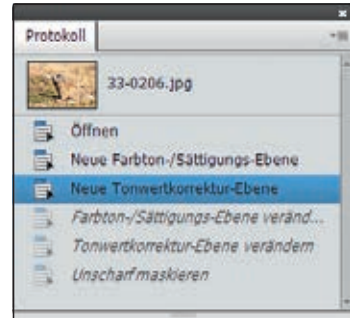 Protokoll
33-0206.jpg
Öffnen
Neue Farbton-/Sättigungs-Ebene
Neue Tonwertkorrektur-Ebene
Farbton-/Sättigungs-Ebene veränd...
Tonwertkorrektur-Ebene verändern
Unscharf maskieren